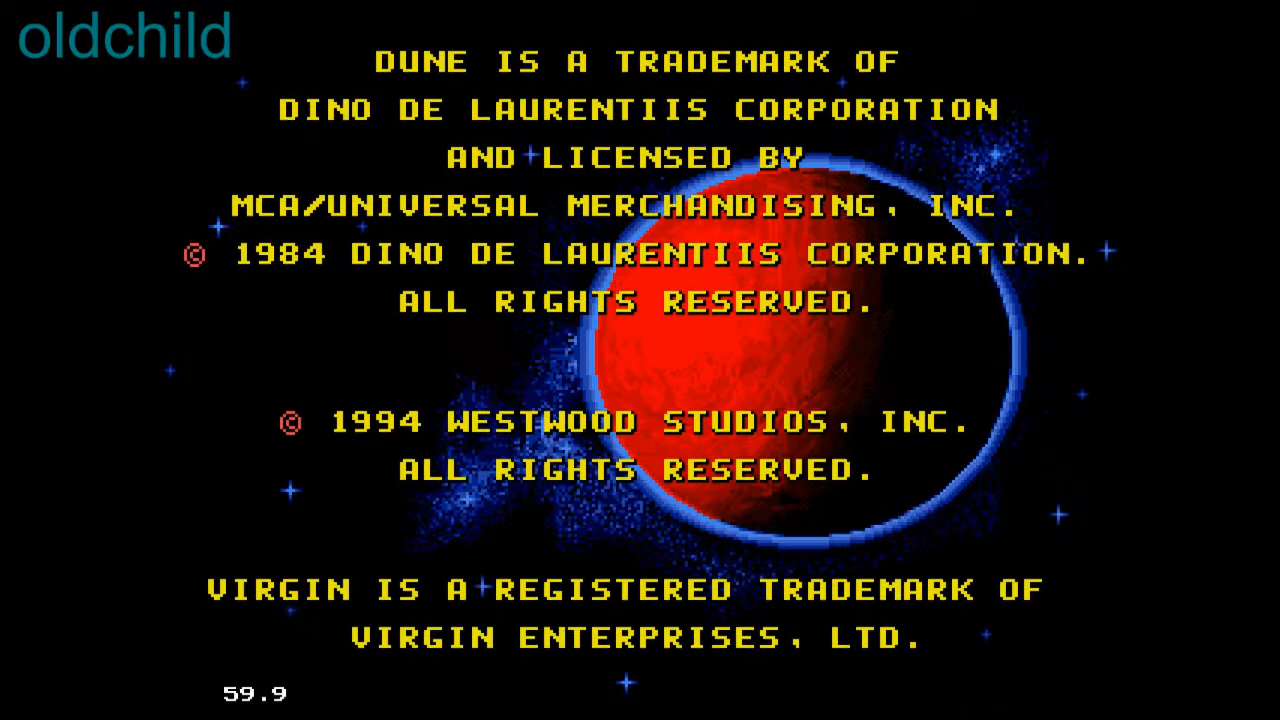 oldchild
DUNE IS A TRADEMARK OF
DINO DE LAURENTIIS CORPORATION
AND LICENSED BY
MCA/UNIVERSAL MERCHANDISING, INC.
© 1984 DINO DE LAURENTIIS CORPORATION.
ALL RIGHTS RESERVED.
© 1994 WESTWOOD STUDIOS, INC.
ALL RIGHTS RESERVED.
VIRGIN IS A REGISTERED TRADEMARK OF
VIRGIN ENTERPRISES, LTD.
59.9